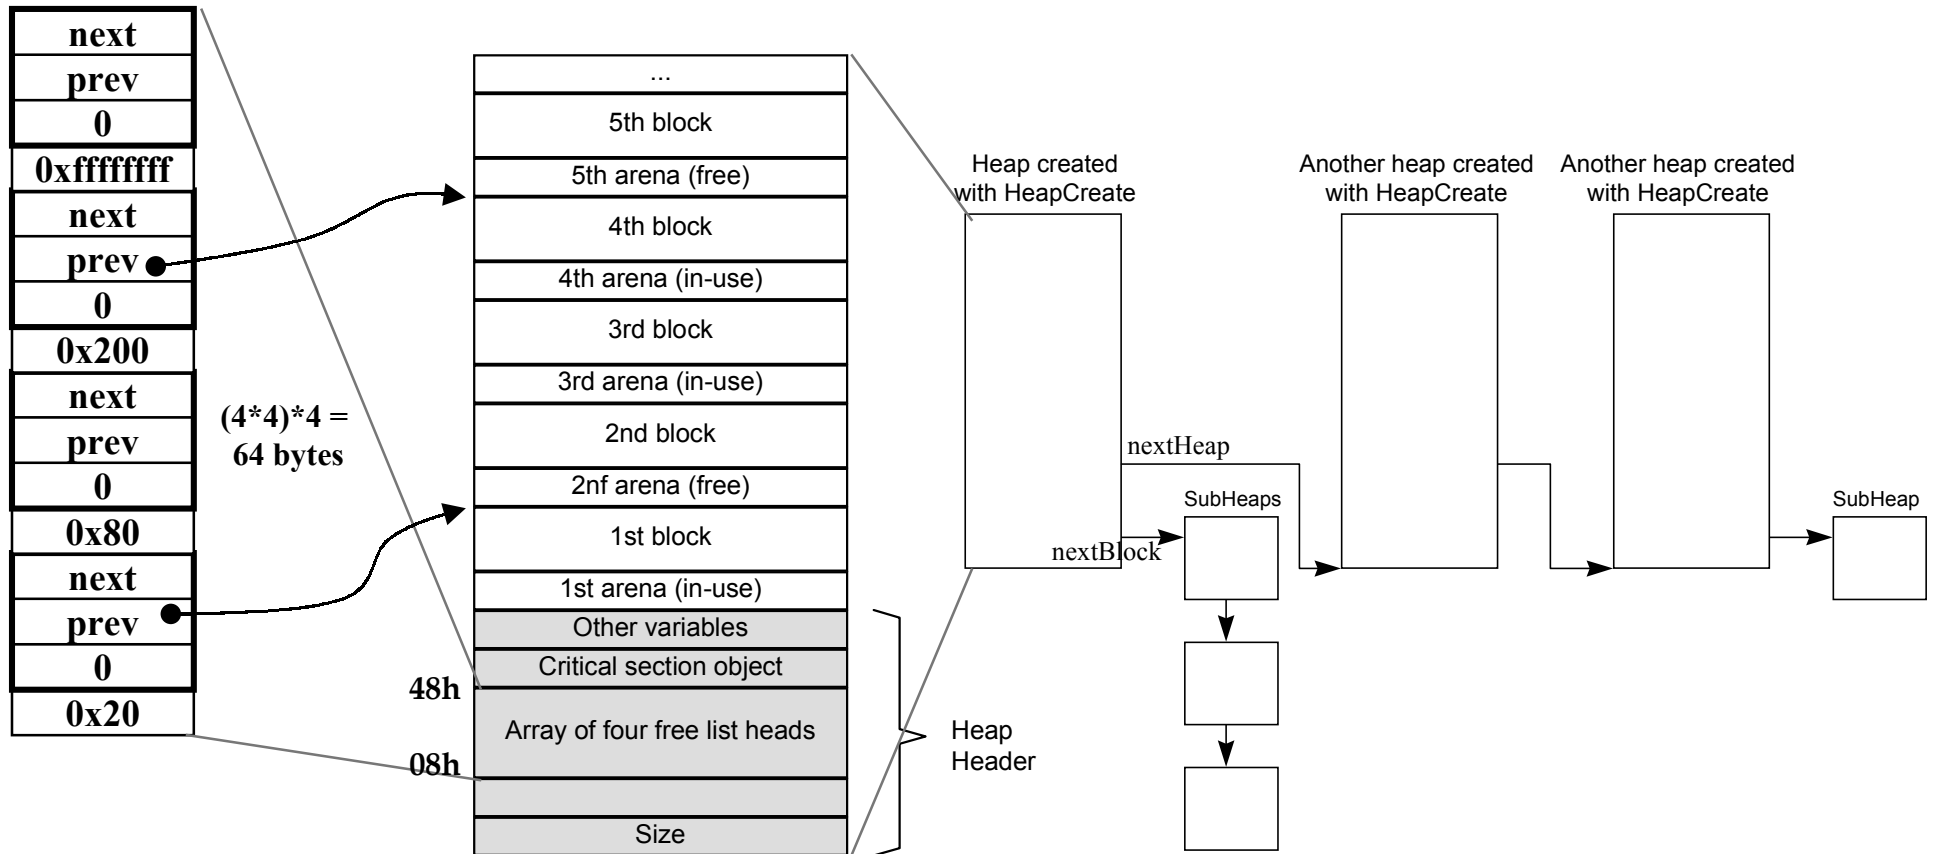 next
prev
0
0xffffffff
next
prev
0
0x200
next
prev
0
0x80
next
prev
0
0x20
(4*4)*4 =
64 bytes
48h
08h
...
5th block
5th arena (free)
4th block
4th arena (in-use)
3rd block
3rd arena (in-use)
2nd block
2nf arena (free)
1st block
1st arena (in-use)
Other variables
Critical section object
Array of four free list heads
Size
Heap
Header
Heap created
with HeapCreate
nextHeap
nextBlock
SubHeaps
Another heap created
with HeapCreate
Another heap created
with HeapCreate
SubHeap